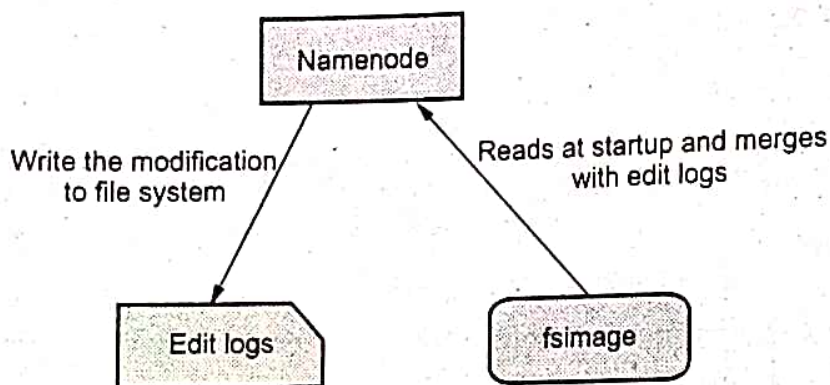 Namenode
Write the modification
to file system
Reads at startup and merges
with edit logs
Edit logs
fsimage